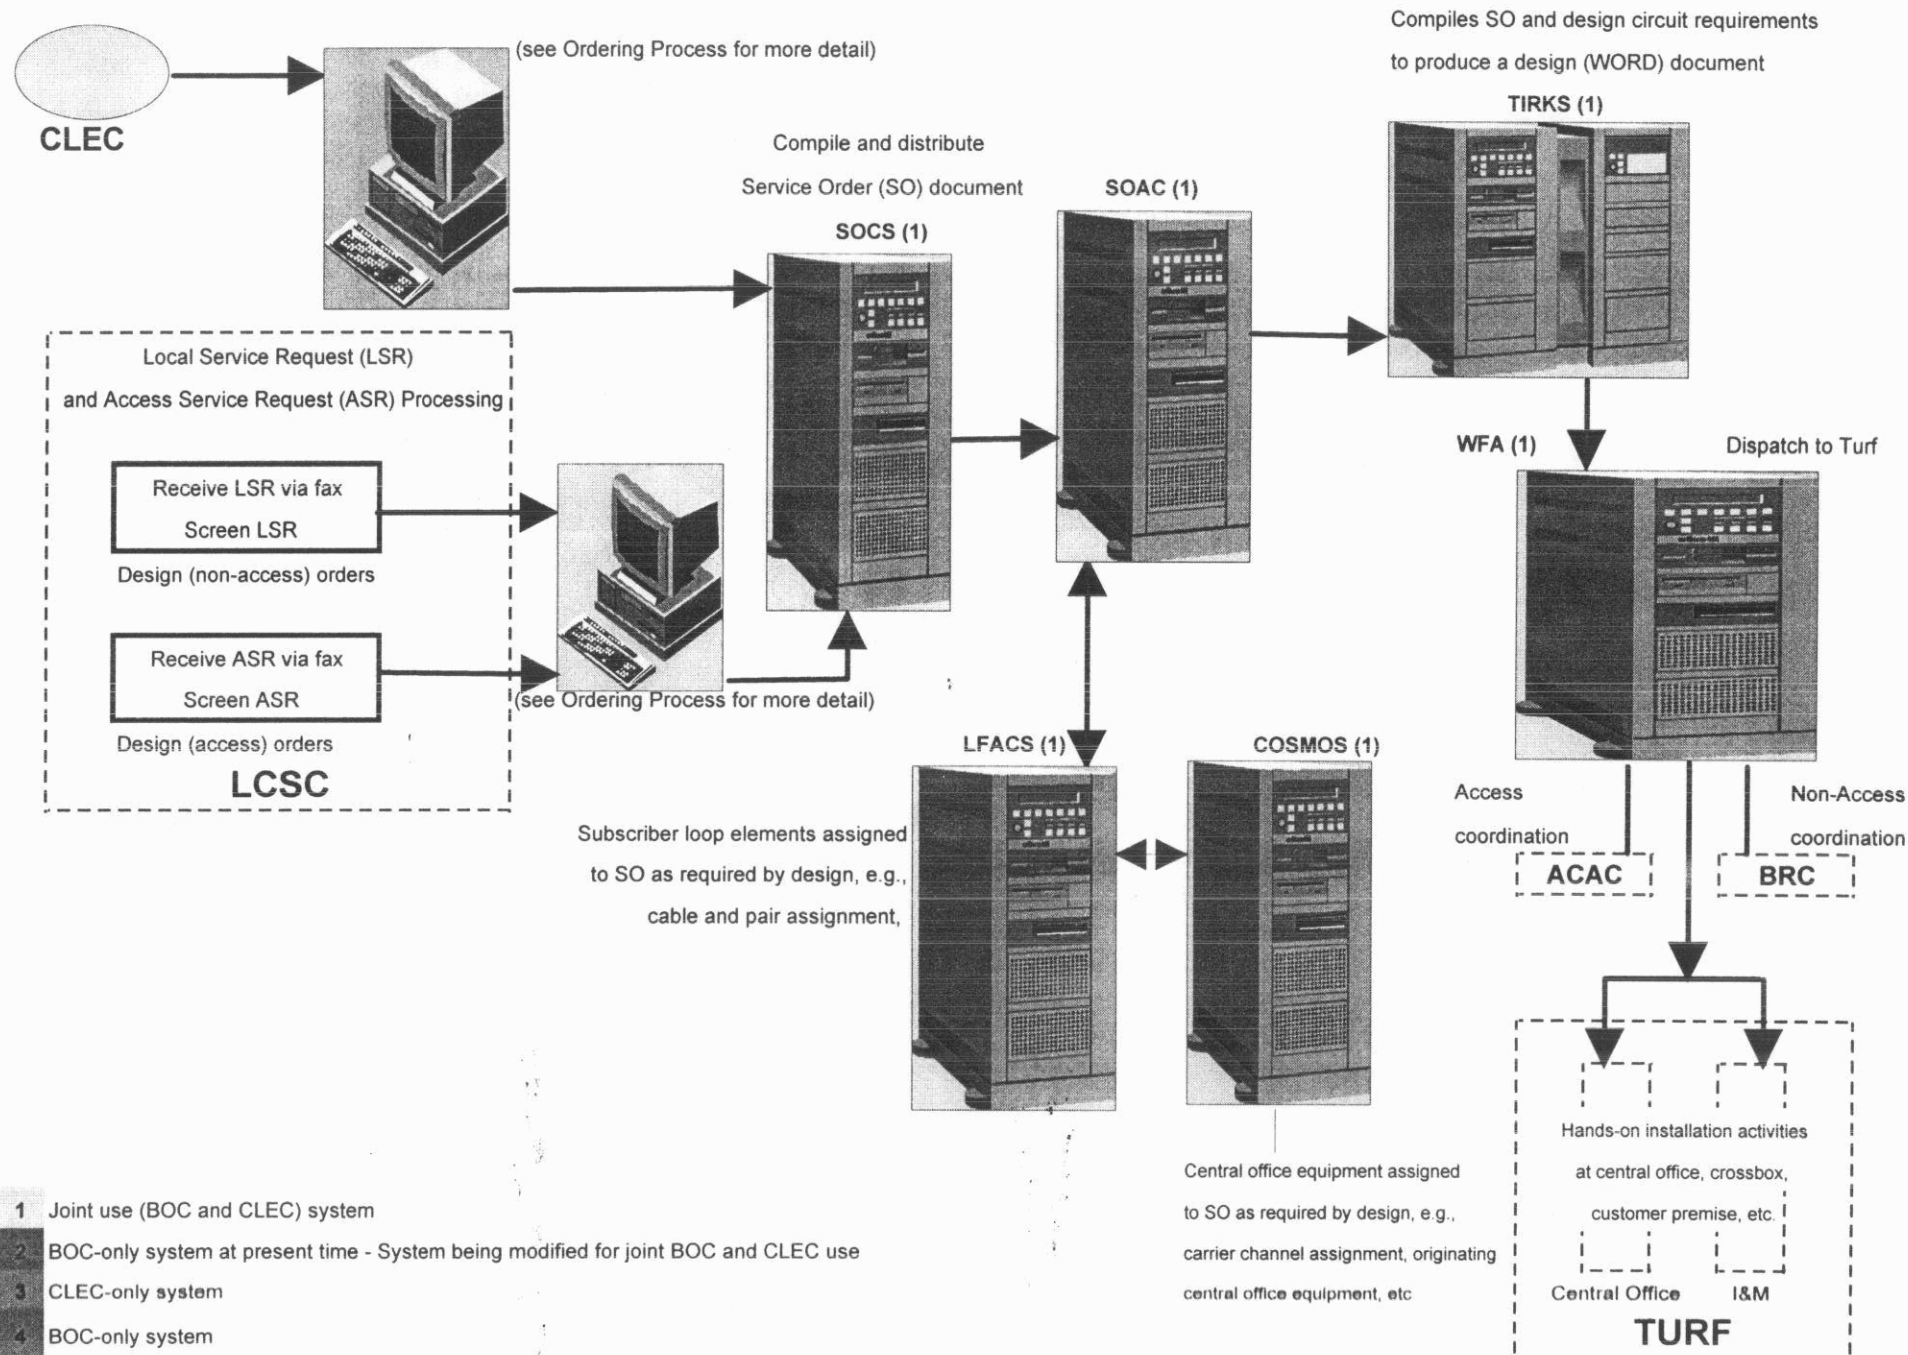 Compiles SO and design circuit requirements
to produce a design (WORD) document
TIRKS (1)
(see Ordering Process for more detail)
CLEC
Compile and distribute
Service Order (SO) document
SOCS (1)
SOAC (1)
Local Service Request (LSR)
and Access Service Request (ASR) Processing
Receive LSR via fax
Screen LSR
Design (non-access) orders
Receive ASR via fax
Screen ASR
Design (access) orders
LCSC
(see Ordering Process for more detail)
WFA (1)
Dispatch to Turf
LFACS (1)
COSMOS (1)
Subscriber loop elements assigned
to SO as required by design, e.g.,
cable and pair assignment,
Access
coordination
ACAC
Non-Access
coordination
BRC
Central office equipment assigned
to SO as required by design, e.g.,
carrier channel assignment, originating
central office equipment, etc
Hands-on installation activities
at central office, crossbox,
customer premise, etc.
Central Office
I&M
TURF
1 Joint use (BOC and CLEC) system
2 BOC-only system at present time - System being modified for joint BOC and CLEC use
3 CLEC-only system
4 BOC-only system